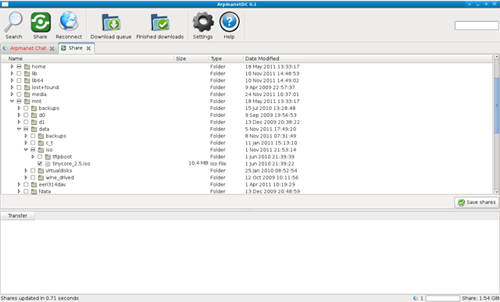 ArpmanetDC 0.1
Search Share Reconnect Download queue Finished downloads Settings Help
Arpmanet Chat Share
Name Size Type Date Modified
home Folder 18 May 2011 13:33:17
lib Folder 10 Nov 2011 14:48:53
lib64 Folder 10 Nov 2011 14:49:02
lost+found Folder 9 Apr 2009 22:57:37
media Folder 24 Nov 2011 10:37:01
mnt Folder 18 May 2011 13:33:17
backups Folder 15 Jul 2010 13:28:48
d0 Folder 9 Sep 2009 19:56:53
d1 Folder 13 Dec 2009 20:38:22
data Folder 5 Nov 2011 17:49:20
backups Folder 8 Nov 2011 07:31:49
c_t Folder 11 Jan 2011 15:13:10
iso Folder 1 Nov 2011 21:53:14
tftpboot Folder 1 Jun 2010 21:39:39
tinycore_2.5.iso 10.4 MB iso File 1 Jun 2010 21:39:22
virtualdisks Folder 25 Jan 2010 08:52:54
wine_drived Folder 12 Oct 2009 10:11:56
eeri314dav Folder 1 Apr 2011 10:19:29
fdata Folder 13 Dec 2009 20:48:59
Save shares
Transfer
Shares updated in 0.71 seconds 1 Share: 1.54 GiB